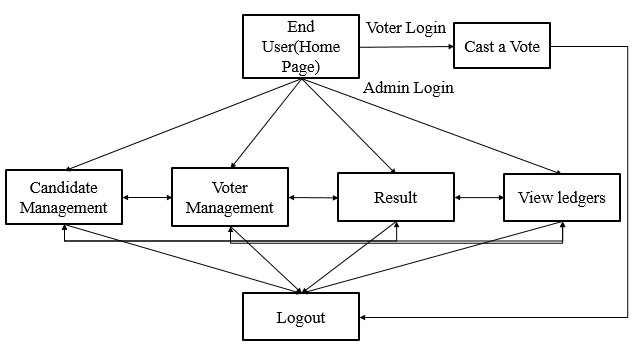 End
User(Home
Page)
Voter Login
Cast a Vote
Admin Login
Candidate
Management
Voter
Management
Result
View ledgers
Logout